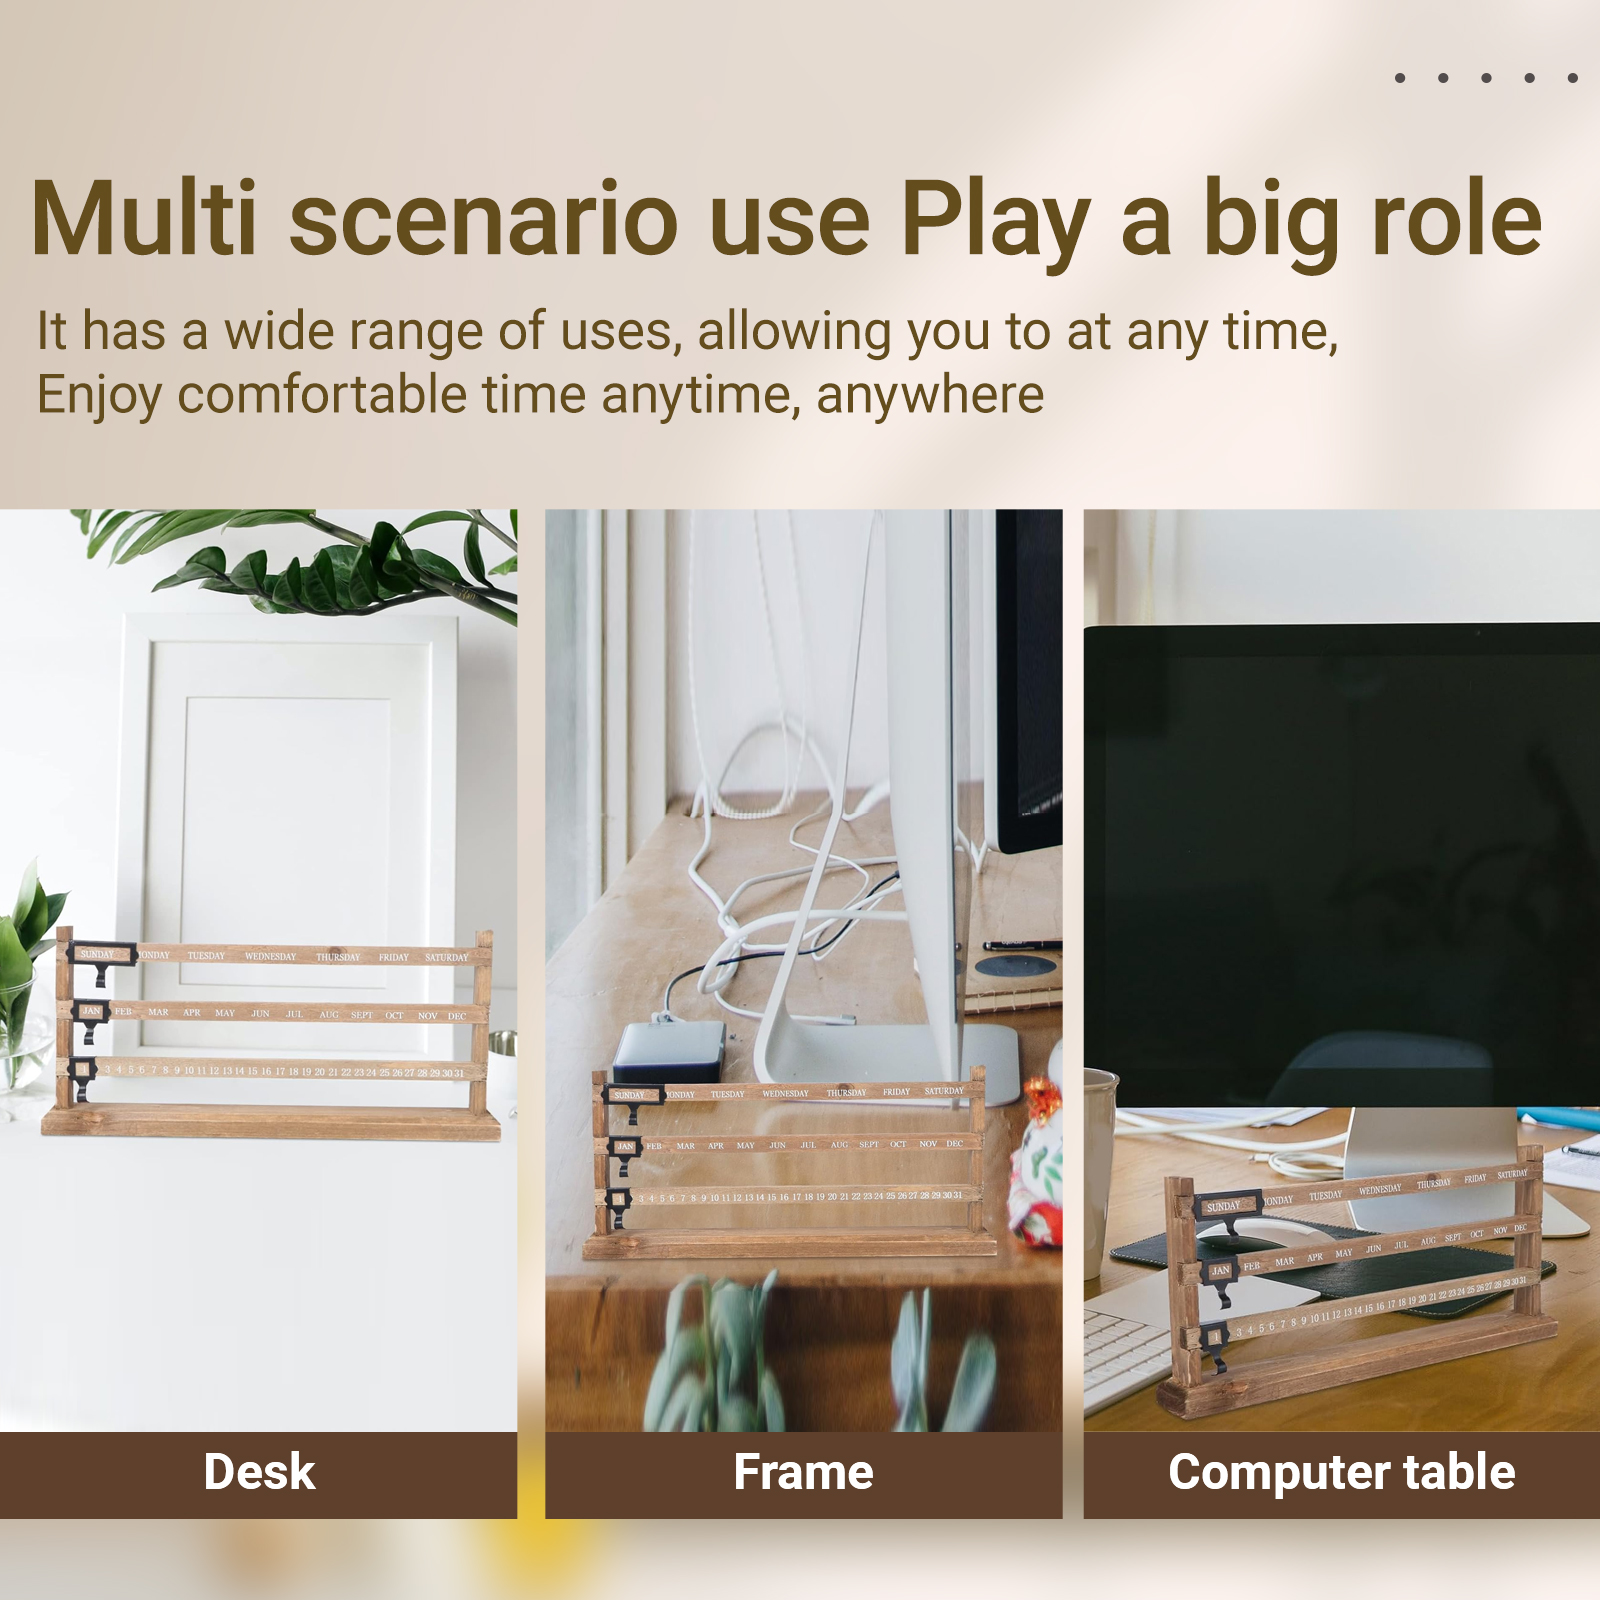 Multi scenario use Play a big role
It has a wide range of uses, allowing you to at any time,
Enjoy comfortable time anytime, anywhere
SUNDAY MONDAY TUESDAY WEDNESDAY THURSDAY FRIDAY SATURDAY
JAN FEB MAR APR MAY JUN JUL AUG SEPT OCT NOV DEC
3 4 5 6 7 8 9 10 11 12 13 14 15 16 17 18 19 20 21 22 23 24 25 26 27 28 29 30 31
Desk
SUNDAY MONDAY TUESDAY WEDNESDAY THURSDAY FRIDAY SATURDAY
JAN FEB MAR APR MAY JUN JUL AUG SEPT OCT NOV DEC
1 3 4 5 6 7 8 9 10 11 12 13 14 15 16 17 18 19 20 21 22 23 24 25 26 27 28 29 30 31
Frame
SUNDAY MONDAY TUESDAY WEDNESDAY THURSDAY FRIDAY SATURDAY
JAN FEB MAR APR MAY JUN JUL AUG SEPT OCT NOV DEC
1 3 4 5 6 7 8 9 10 11 12 13 14 15 16 17 18 19 20 21 22 23 24 25 26 27 28 29 30 31
Computer table